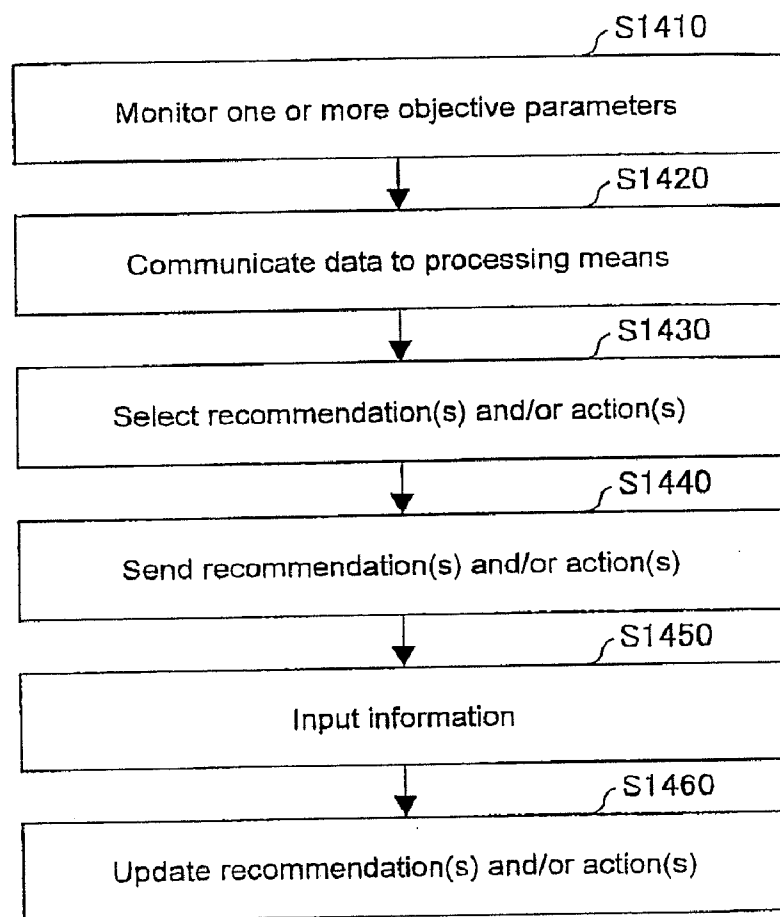 S1410
Monitor one or more objective parameters
S1420
Communicate data to processing means
S1430
Select recommendation(s) and/or action(s)
S1440
Send recommendation(s) and/or action(s)
S1450
Input information
S1460
Update recommendation(s) and/or action(s)